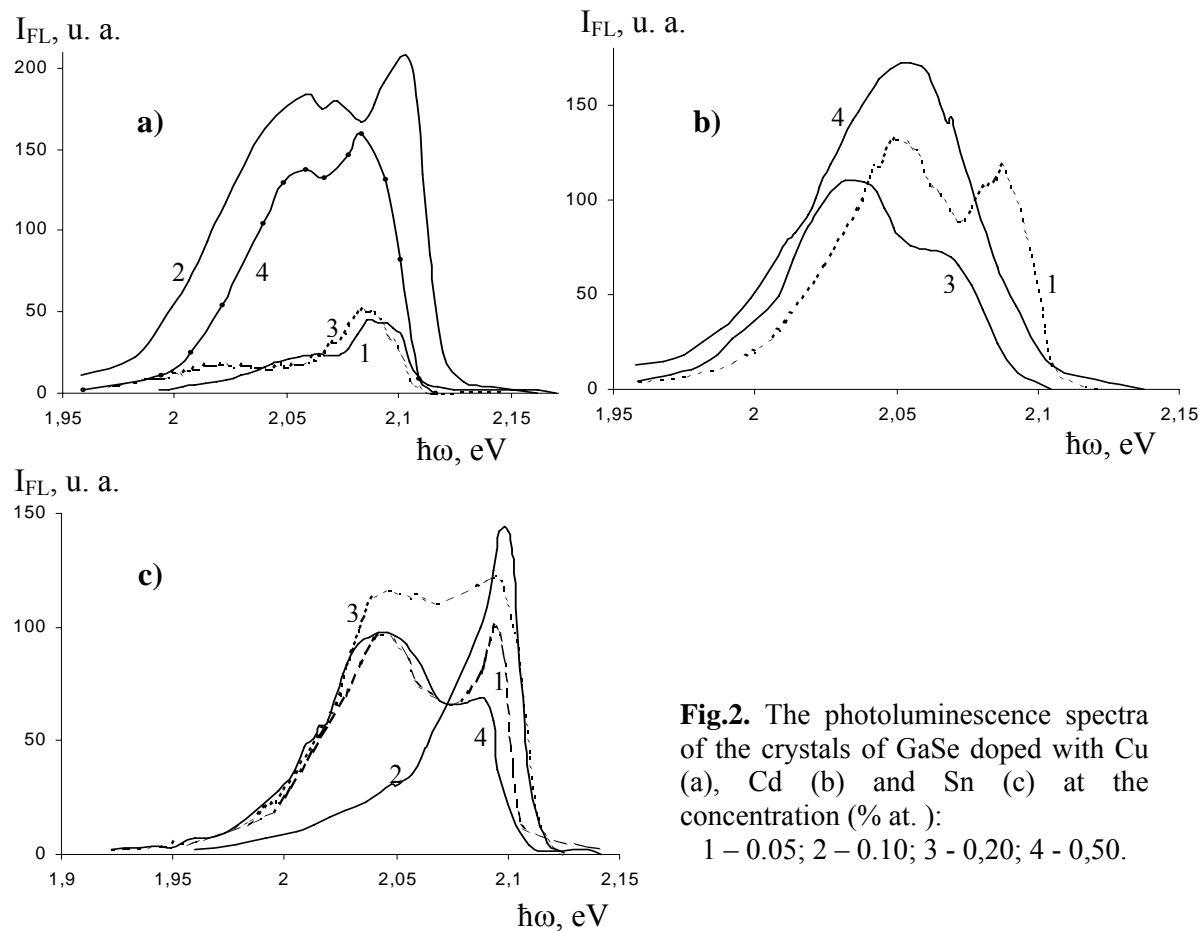 I_FL, u. a.
200
150
100
50
0
a)
2
4
3
1
1,95 2 2,05 2,1 2,15
ħω, eV
I_FL, u. a.
150
100
50
0
b)
4
3
1
1,95 2 2,05 2,1 2,15
ħω, eV
I_FL, u. a.
150
100
50
0
c)
3
1
4
2
1,9 1,95 2 2,05 2,1 2,15
ħω, eV
Fig.2. The photoluminescence spectra
of the crystals of GaSe doped with Cu
(a), Cd (b) and Sn (c) at the
concentration (% at. ):
1 – 0.05; 2 – 0.10; 3 - 0,20; 4 - 0,50.